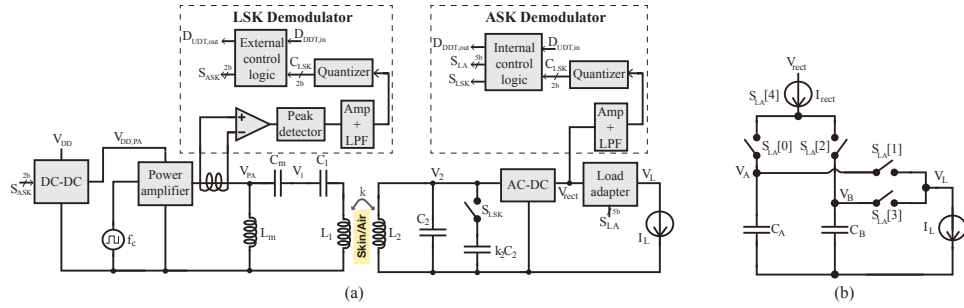 LSK Demodulator
D_UDT,out
D_DDT,in
External control logic
S_ASK
2b
C_LSK
2b
Quantizer
Peak detector
Amp + LPF
ASK Demodulator
D_DDT,out
D_UDT,in
S_LA
5b
S_LSK
Internal control logic
C_LSK
2b
Quantizer
Amp + LPF
V_DD
V_DD,PA
S_ASK
2b
DC-DC
Power amplifier
f_c
+
−
V_PA
C_m
V_1
C_1
L_m
L_1
k
Skin/Air
L_2
V_2
C_2
S_LSK
k_2C_2
AC-DC
V_rect
Load adapter
S_LA
5b
V_L
I_L
(a)
V_rect
S_LA[4]
I_rect
S_LA[0]
S_LA[2]
S_LA[1]
V_A
V_B
V_L
S_LA[3]
C_A
C_B
I_L
(b)